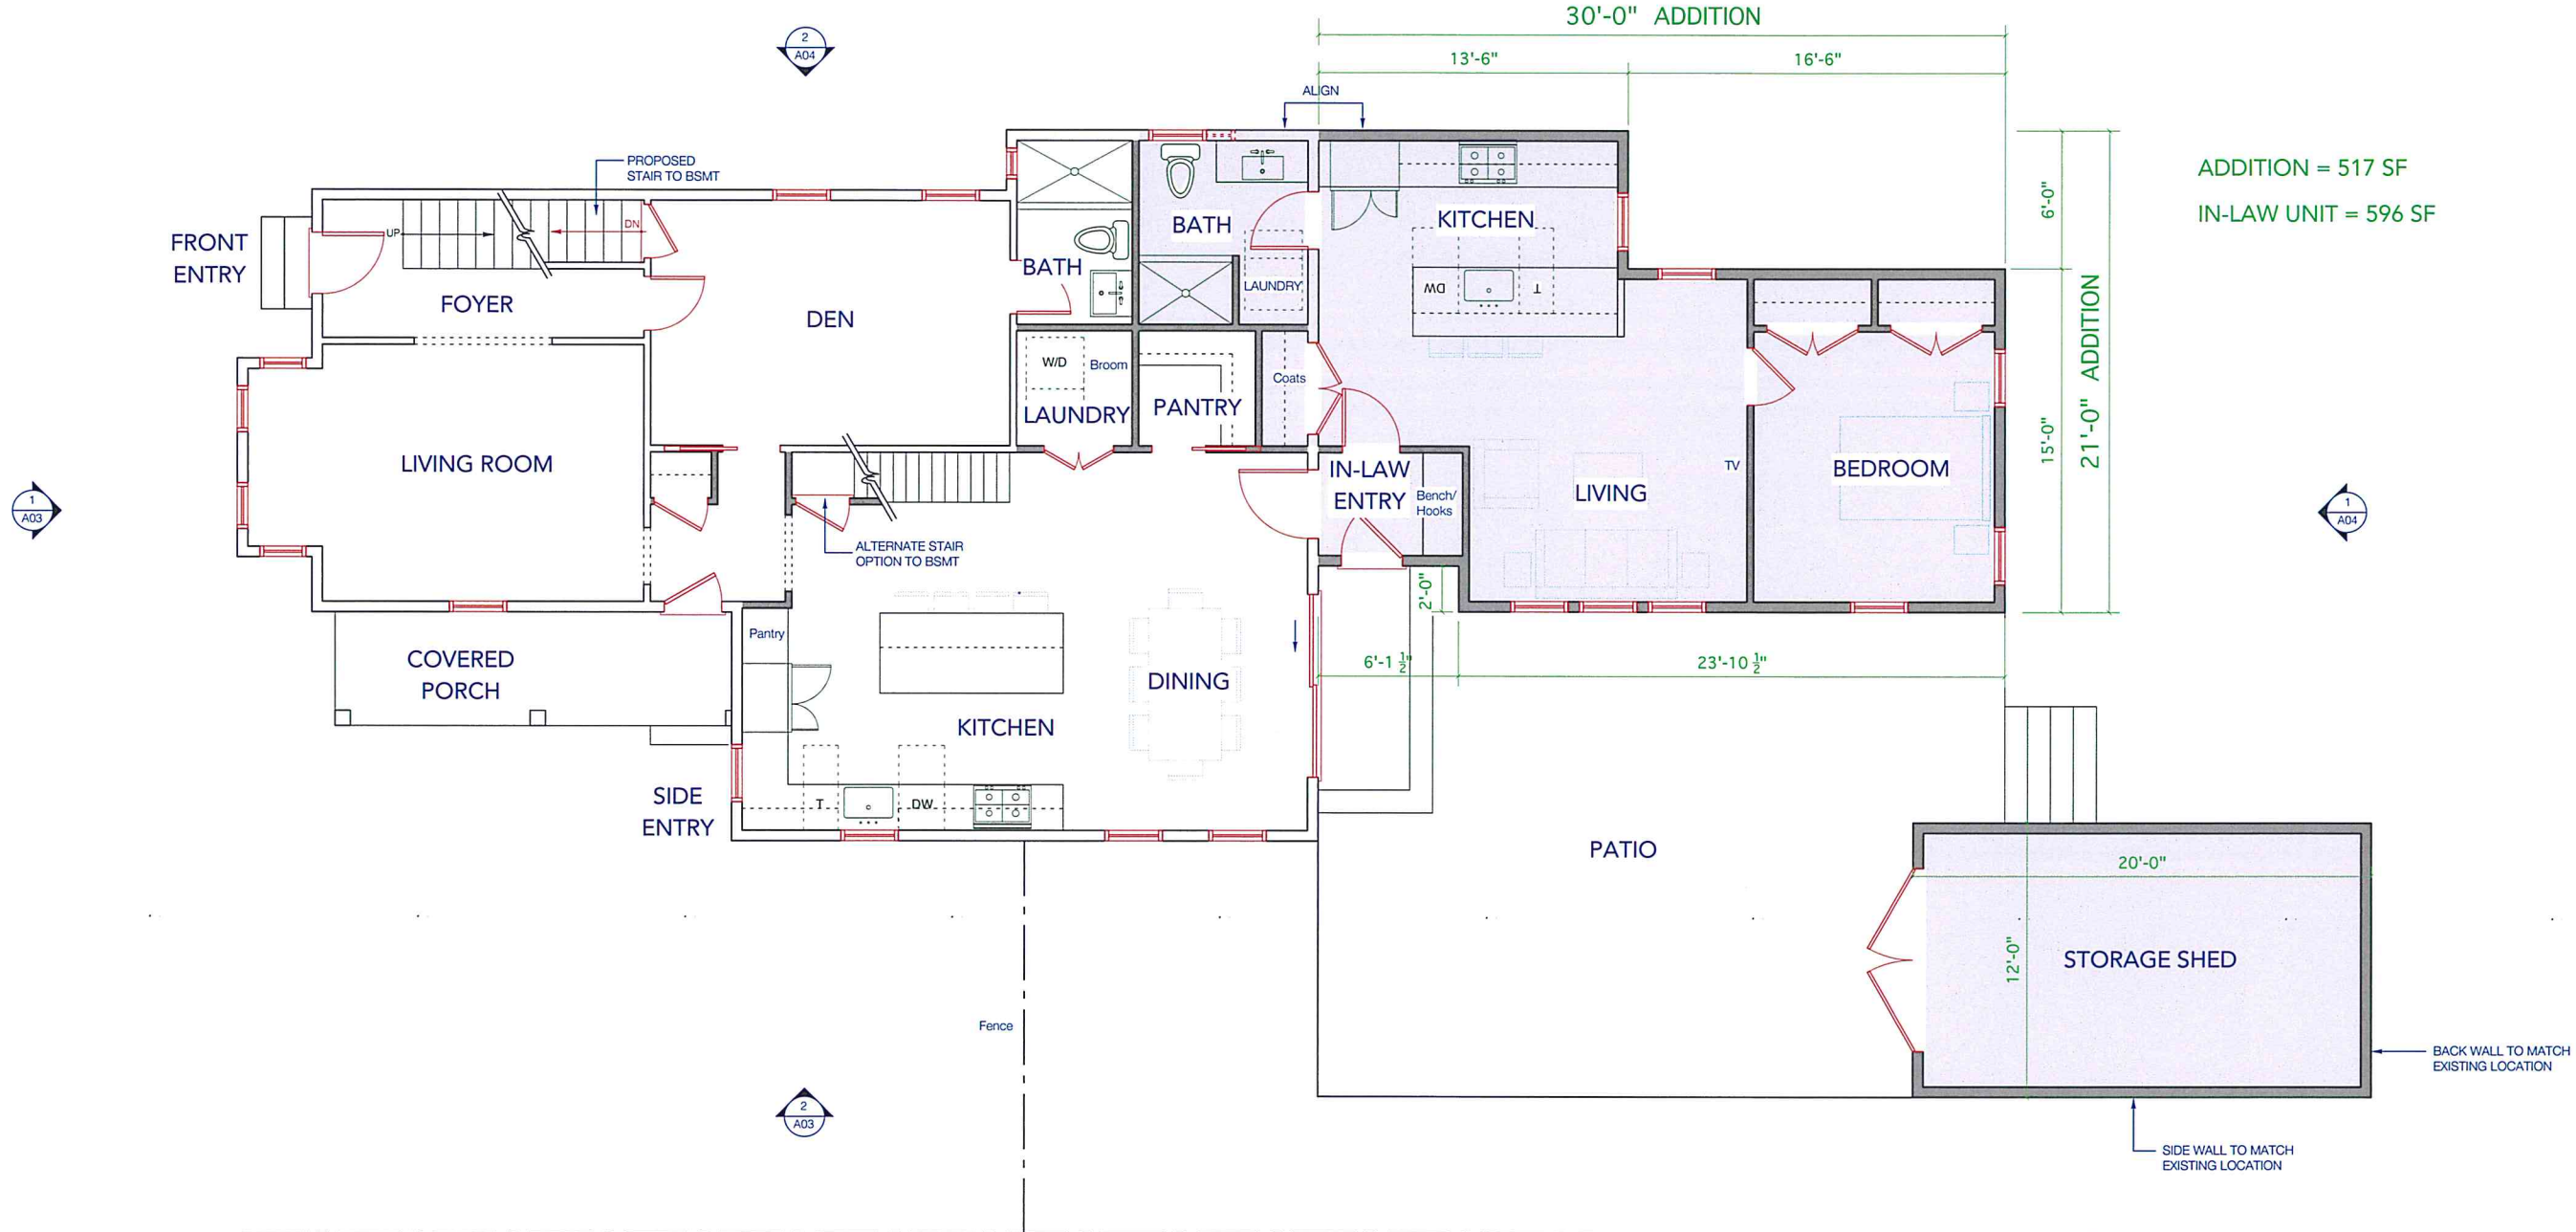 30'-0" ADDITION
2
A04
13'-6"
16'-6"
ALIGN
PROPOSED
STAIR TO BSMT
ADDITION = 517 SF
IN-LAW UNIT = 596 SF
6'-0"
21'-0" ADDITION
15'-0"
FRONT
ENTRY
UP
DN
FOYER
DEN
BATH
BATH
LAUNDRY
KITCHEN
DW
T
W/D
Broom
LAUNDRY
PANTRY
Coats
LIVING ROOM
IN-LAW
ENTRY
Bench/
Hooks
LIVING
TV
BEDROOM
1
A03
1
A04
ALTERNATE STAIR
OPTION TO BSMT
2'-0"
Pantry
COVERED
PORCH
DINING
6'-1 1/2"
23'-10 1/2"
KITCHEN
SIDE
ENTRY
T
DW
PATIO
20'-0"
12'-0"
STORAGE SHED
Fence
BACK WALL TO MATCH
EXISTING LOCATION
2
A03
SIDE WALL TO MATCH
EXISTING LOCATION